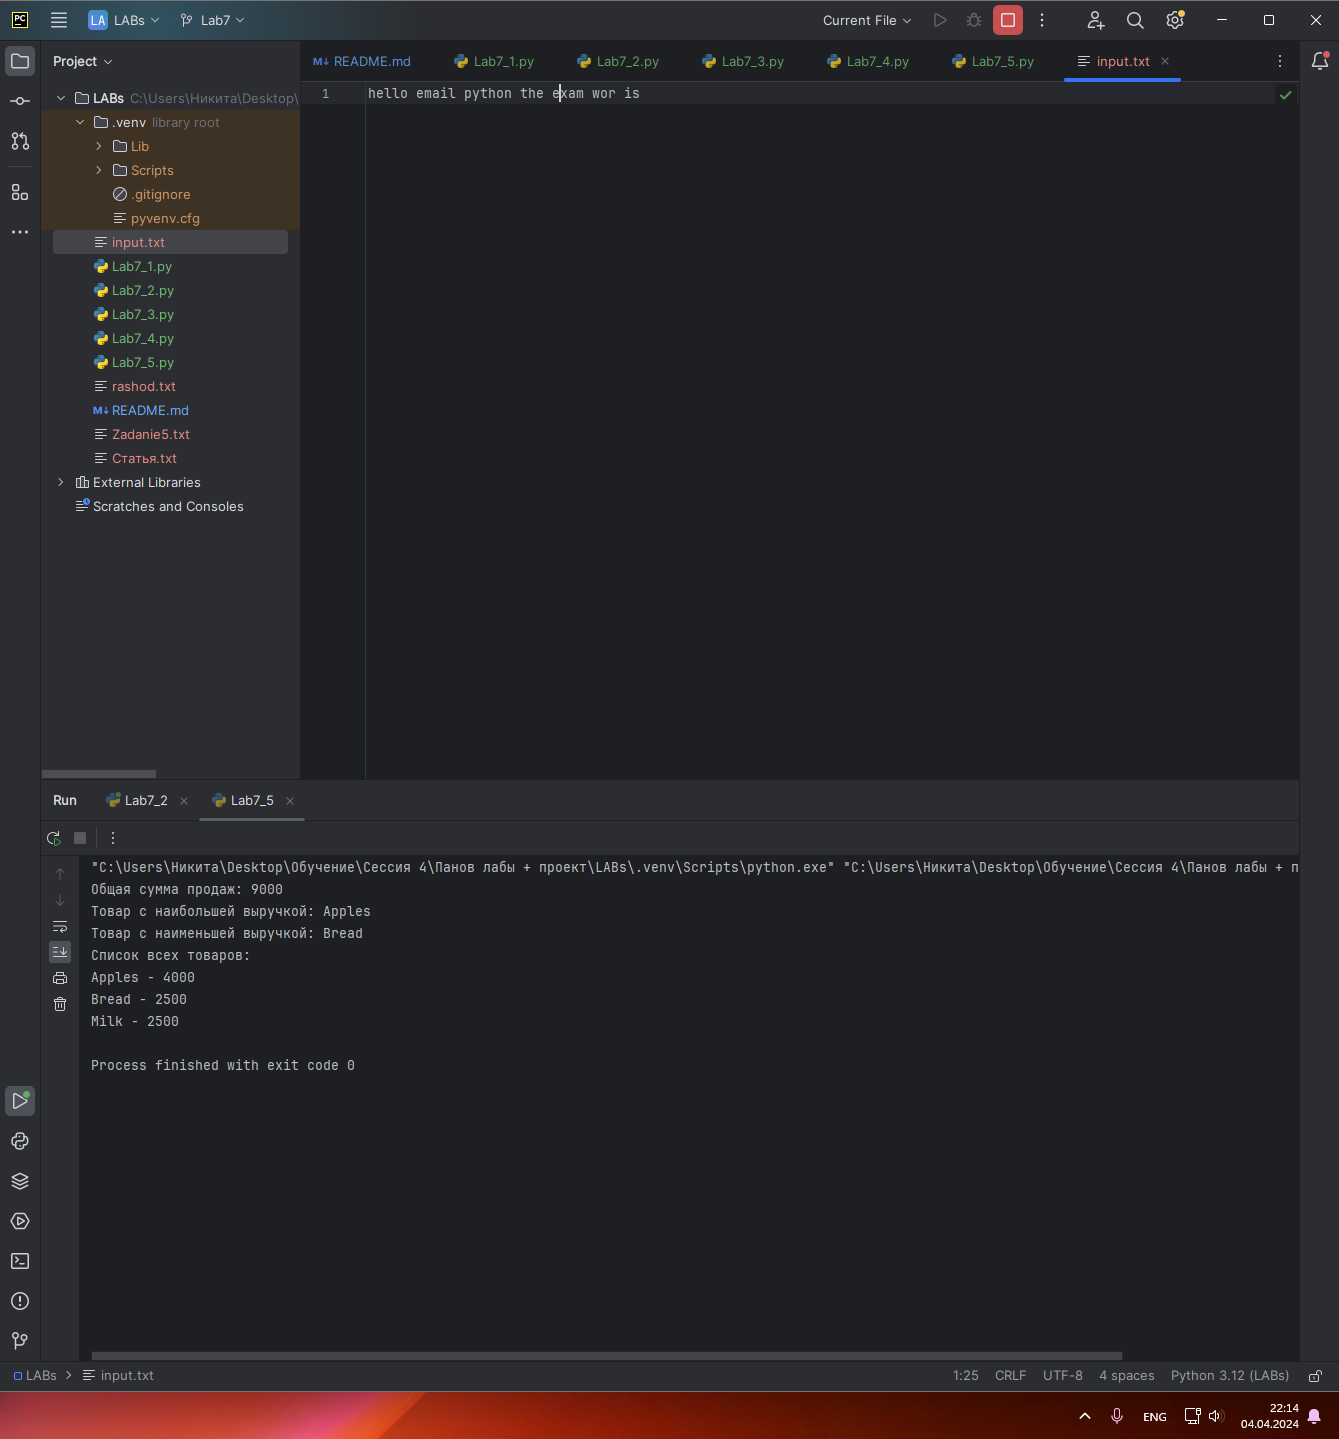 PC LA LABs Lab7 Current File
Project
README.md Lab7_1.py Lab7_2.py Lab7_3.py Lab7_4.py Lab7_5.py input.txt
LABs C:\Users\Никита\Desktop\
.venv library root
Lib
Scripts
.gitignore
pyvenv.cfg
input.txt
Lab7_1.py
Lab7_2.py
Lab7_3.py
Lab7_4.py
Lab7_5.py
rashod.txt
M↓ README.md
Zadanie5.txt
Статья.txt
External Libraries
Scratches and Consoles
1 hello email python the exam wor is
Run Lab7_2 Lab7_5
"C:\Users\Никита\Desktop\Обучение\Сессия 4\Панов лабы + проект\LABs\.venv\Scripts\python.exe" "C:\Users\Никита\Desktop\Обучение\Сессия 4\Панов лабы + п
Общая сумма продаж: 9000
Товар с наибольшей выручкой: Apples
Товар с наименьшей выручкой: Bread
Список всех товаров:
Apples - 4000
Bread - 2500
Milk - 2500
Process finished with exit code 0
LABs > input.txt 1:25 CRLF UTF-8 4 spaces Python 3.12 (LABs)
ENG 22:14
04.04.2024